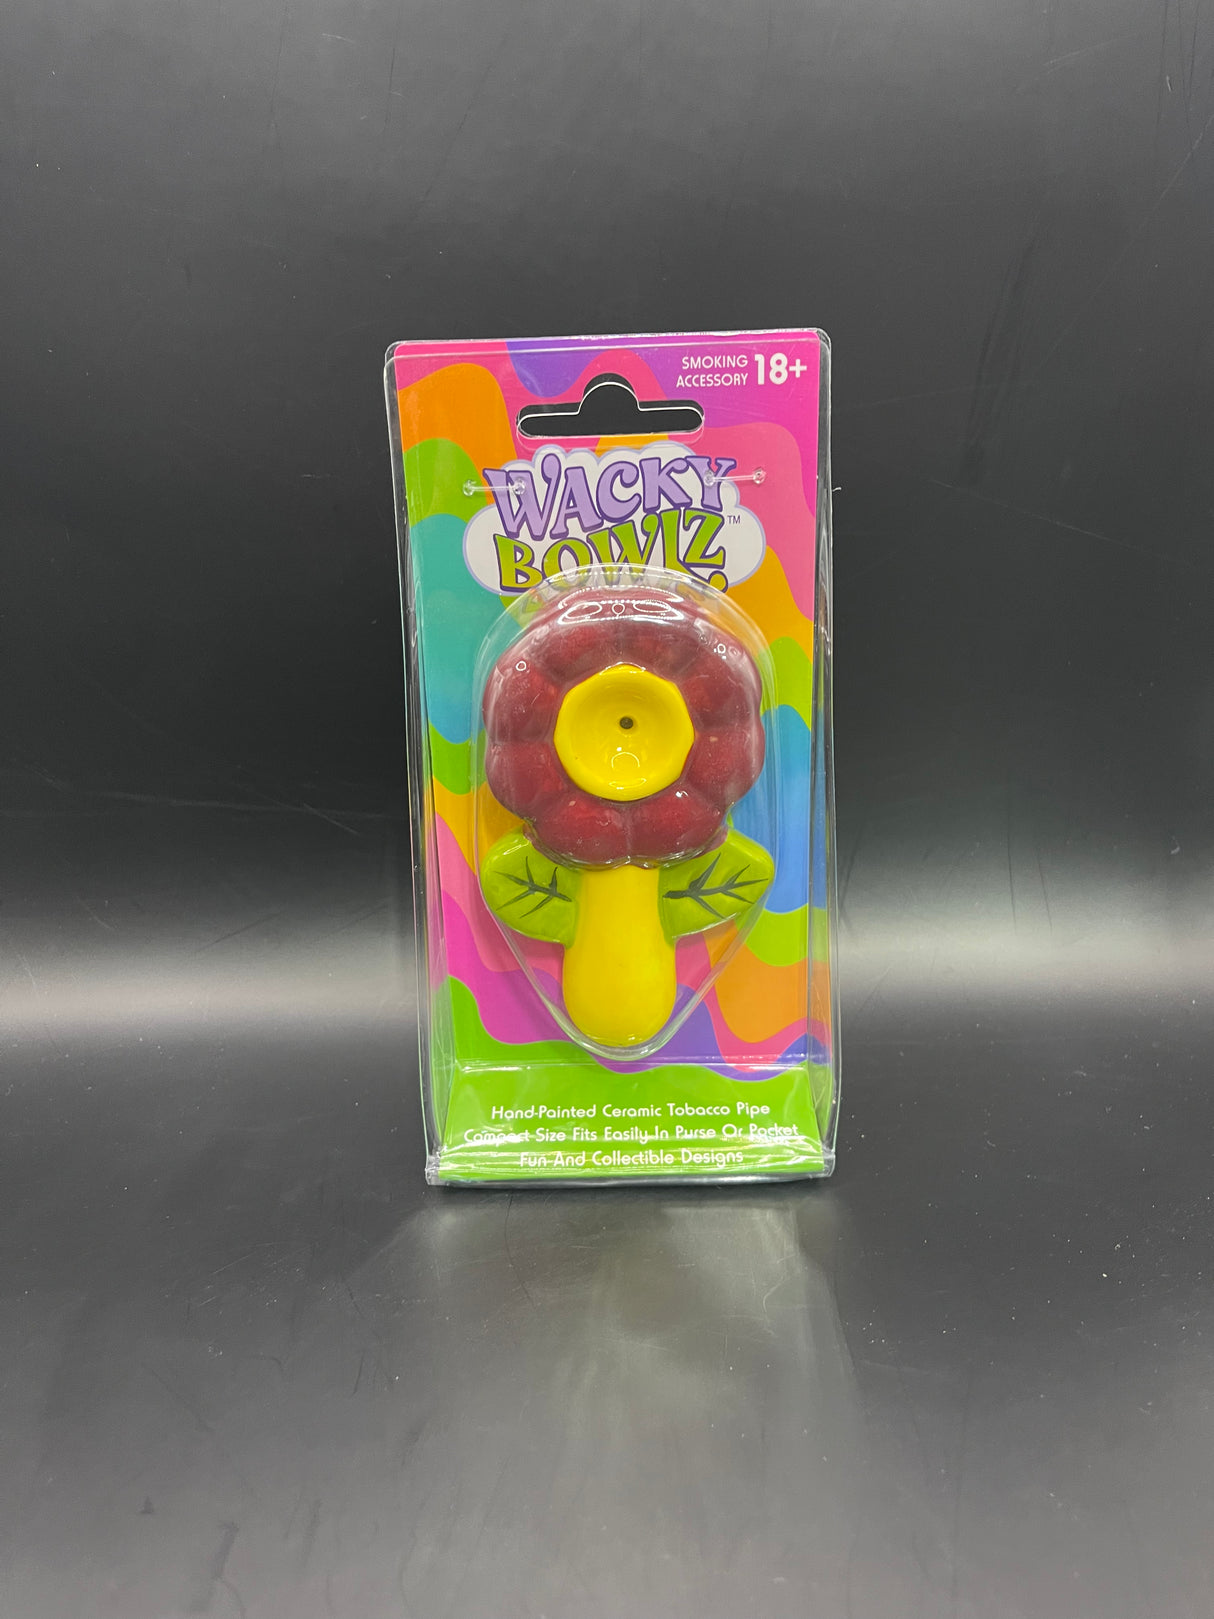 SMOKING 18+
ACCESSORY
WACKY
BOWLZ™
Hand-Painted Ceramic Tobacco Pipe
Compact Size Fits Easily In Purse Or Pocket
Fun And Collectible Designs